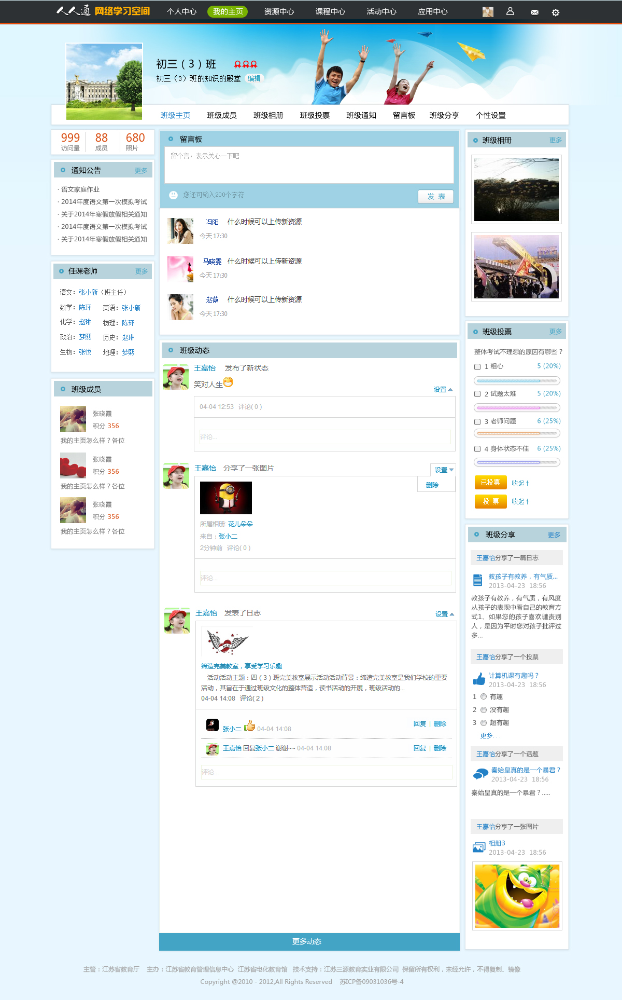 人人通 网络学习空间 个人中心 我的主页 资源中心 课程中心 活动中心 应用中心
初三（3）班
初三（3）班的知识的殿堂 编辑
班级主页 班级成员 班级相册 班级投票 班级通知 留言板 班级分享 个性设置
999 88 680
访问量 成员 照片
通知公告 更多
· 语文家庭作业
· 2014年度语文第一次模拟考试
· 关于2014年寒假放假相关通知
· 2014年度语文第一次模拟考试
· 关于2014年寒假放假相关通知
任课老师 更多
语文：张小新（班主任）
数学：陈环 英语：张小新
化学：赵琳 物理：陈环
政治：梦熙 历史：赵琳
生物：张悦 地理：梦熙
班级成员
张晓霞
积分 356
我的主页怎么样？各位
张晓霞
积分 356
我的主页怎么样？各位
张晓霞
积分 356
我的主页怎么样？各位
留言板
留个言，表示关心一下吧
您还可输入200个字符
发 表
冯阳 什么时候可以上传新资源
今天 17:30
马晓雯 什么时候可以上传新资源
今天 17:30
赵薇 什么时候可以上传新资源
今天 17:30
班级动态
王嘉怡 发布了新状态
笑对人生
设置
04-04 12:53 评论( 0 )
评论...
王嘉怡 分享了一张图片
设置
删除
所属相册: 花儿朵朵
来自：张小二
2分钟前 评论( 0 )
评论...
王嘉怡 发表了日志
设置
缔造完美教室，享受学习乐趣
活动活动主题：四（3）班完美教室展示活动活动背景：缔造完美教室是我们学校的重要
活动，其旨在于通过班级文化的整体营造，读书活动的开展，班级活动的...
04-04 14:08 评论( 2 )
张小二 04-04 14:08 回复 | 删除
王嘉怡 回复张小二 谢谢~~ 04-04 14:08 回复 | 删除
评论...
更多动态
班级相册 更多
班级投票 更多
整体考试不理想的原因有哪些？
1 粗心 5 (20%)
2 试题太难 5 (20%)
3 老师问题 6 (25%)
4 身体状态不佳 6 (25%)
已投票 收起↑
投 票 收起↑
班级分享 更多
王嘉怡分享了一篇日志
教孩子有教养，有气质...
2013-04-23 18:56
教孩子有教养，有气质，有风度
从孩子的表现中看自己的教育方
式1、如果您的孩子喜欢谴责别
人，是因为平时您对孩子批评过
多...
王嘉怡分享了一个投票
计算机课有趣吗？
2013-04-23 18:56
1 有趣
2 没有趣
3 超有趣
更多...
王嘉怡分享了一个话题
秦始皇真的是一个暴君？
2013-04-23 18:56
秦始皇真的是一个暴君？.....
王嘉怡分享了一张图片
相册3
2013-04-23 18:56
主管：江苏省教育厅 主办：江苏省教育管理信息中心 江苏省电化教育馆 技术支持：江苏三源教育实业有限公司 保留所有权利，未经允许，不得复制、镜像
Copyright @2010 - 2012,All Rights Reserved 苏ICP备09031036号-4